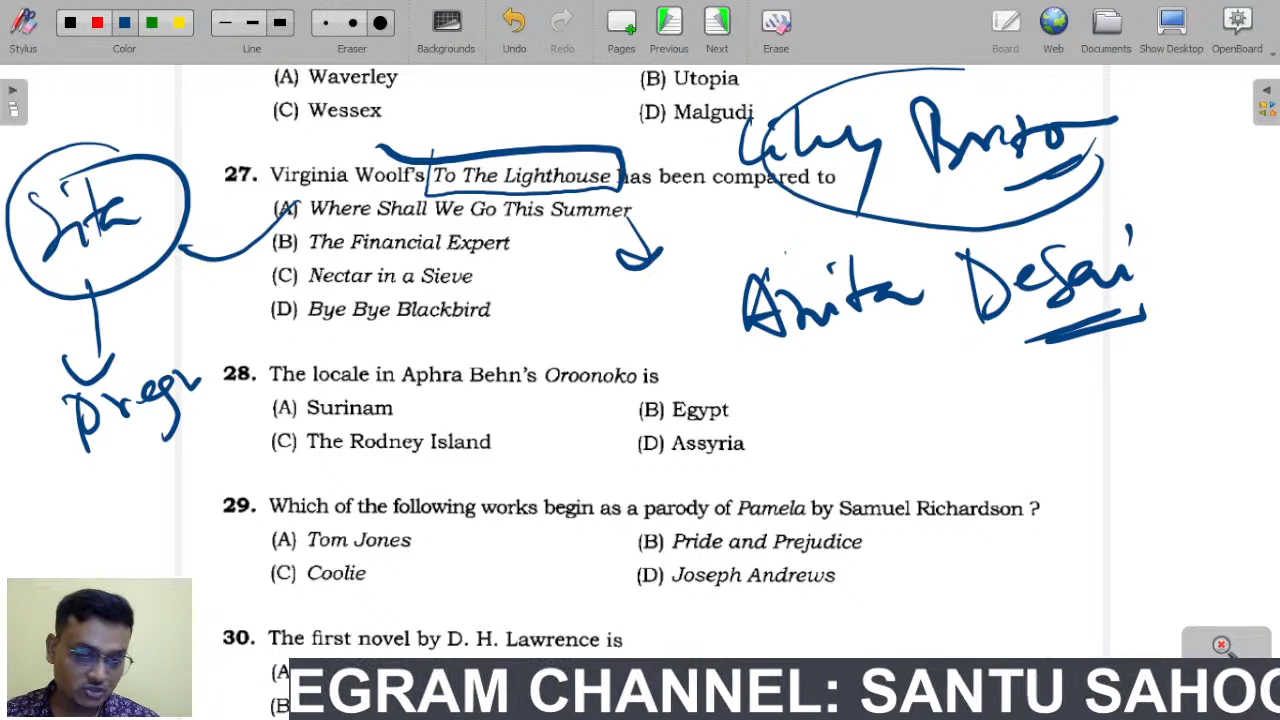 Stylus
Color
Line
Eraser
Backgrounds
Undo
Redo
Pages
Previous
Next
Erase
Board
Web
Documents
Show Desktop
OpenBoard
(A) Waverley
(B) Utopia
(C) Wessex
(D) Malgudi
27. Virginia Woolf's To The Lighthouse has been compared to
(A) Where Shall We Go This Summer
(B) The Financial Expert
(C) Nectar in a Sieve
(D) Bye Bye Blackbird
Sita
Anita Desai
28. The locale in Aphra Behn's Oroonoko is
(A) Surinam
(B) Egypt
(C) The Rodney Island
(D) Assyria
29. Which of the following works begin as a parody of Pamela by Samuel Richardson ?
(A) Tom Jones
(B) Pride and Prejudice
(C) Coolie
(D) Joseph Andrews
30. The first novel by D. H. Lawrence is
(A
(B
EGRAM CHANNEL: SANTU SAHOO